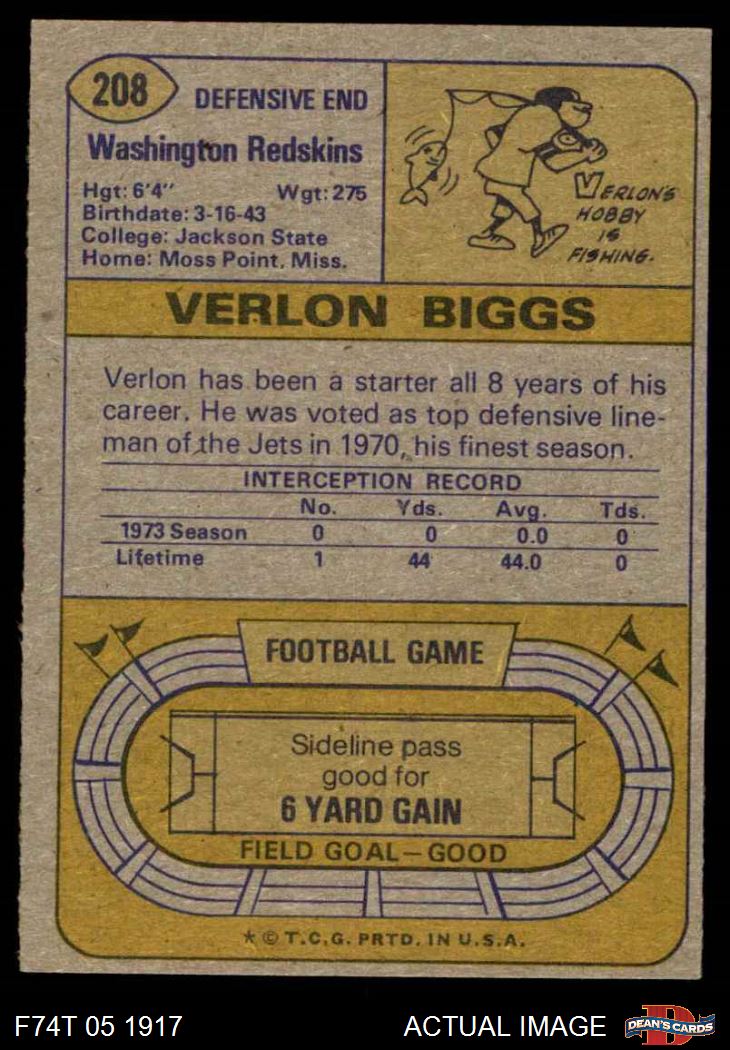 208
DEFENSIVE END
Washington Redskins
Hgt: 6'4" Wgt: 275
Birthdate: 3-16-43
College: Jackson State
Home: Moss Point, Miss.
VERLON'S
HOBBY
IS
FISHING.
VERLON BIGGS
Verlon has been a starter all 8 years of his
career. He was voted as top defensive line-
man of the Jets in 1970, his finest season.
INTERCEPTION RECORD
No. Yds. Avg. Tds.
1973 Season 0 0 0.0 0
Lifetime 1 44 44.0 0
FOOTBALL GAME
Sideline pass
good for
6 YARD GAIN
FIELD GOAL—GOOD
★ © T.C.G. PRTD. IN U.S.A.
F74T 05 1917 ACTUAL IMAGE
D
DEAN'S CARDS